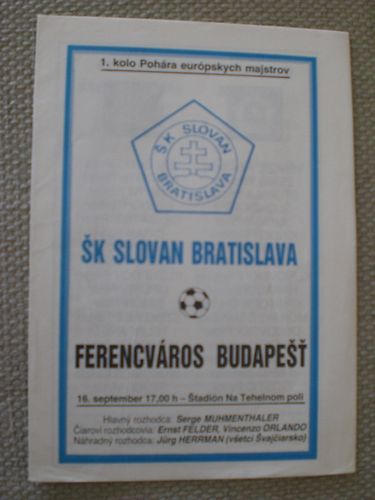 1. kolo Pohára európskych majstrov
ŠK SLOVAN
BRATISLAVA
ŠK SLOVAN BRATISLAVA
FERENCVÁROS BUDAPEŠŤ
16. september 17,00 h – Štadión Na Tehelnom poli
Hlavný rozhodca: Serge MUHMENTHALER
Čiaroví rozhodcovia: Ernst FELDER, Vincenzo ORLANDO
Náhradný rozhodca: Jürg HERRMAN (všetci Švajčiarsko)